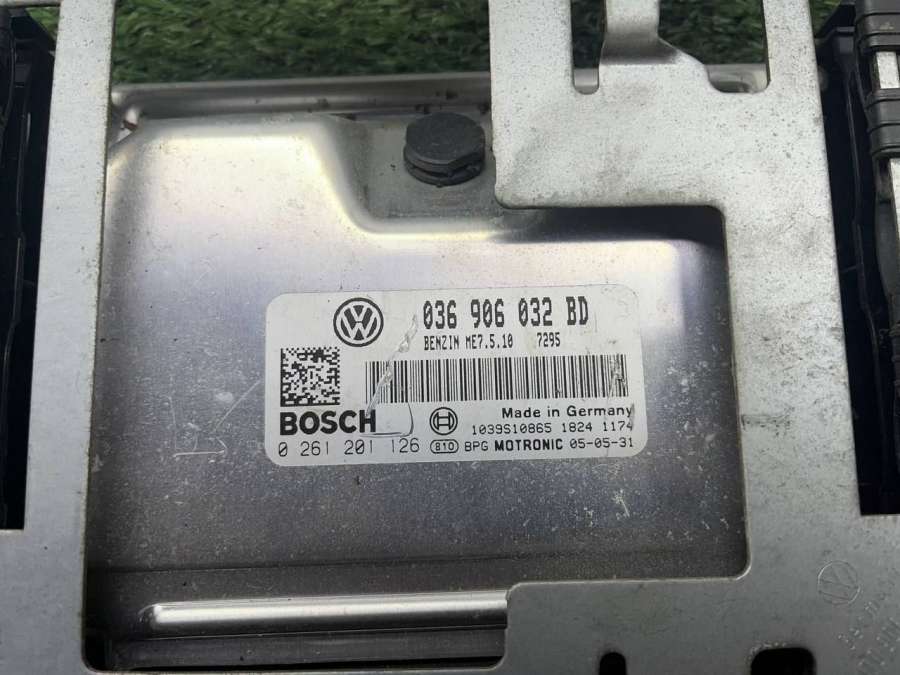 036 906 032 BD
BENZIN ME7.5.10 7295
BOSCH
Made in Germany
1039S10865 1824 1174
0 261 201 126 810 BPG MOTRONIC 05-05-31